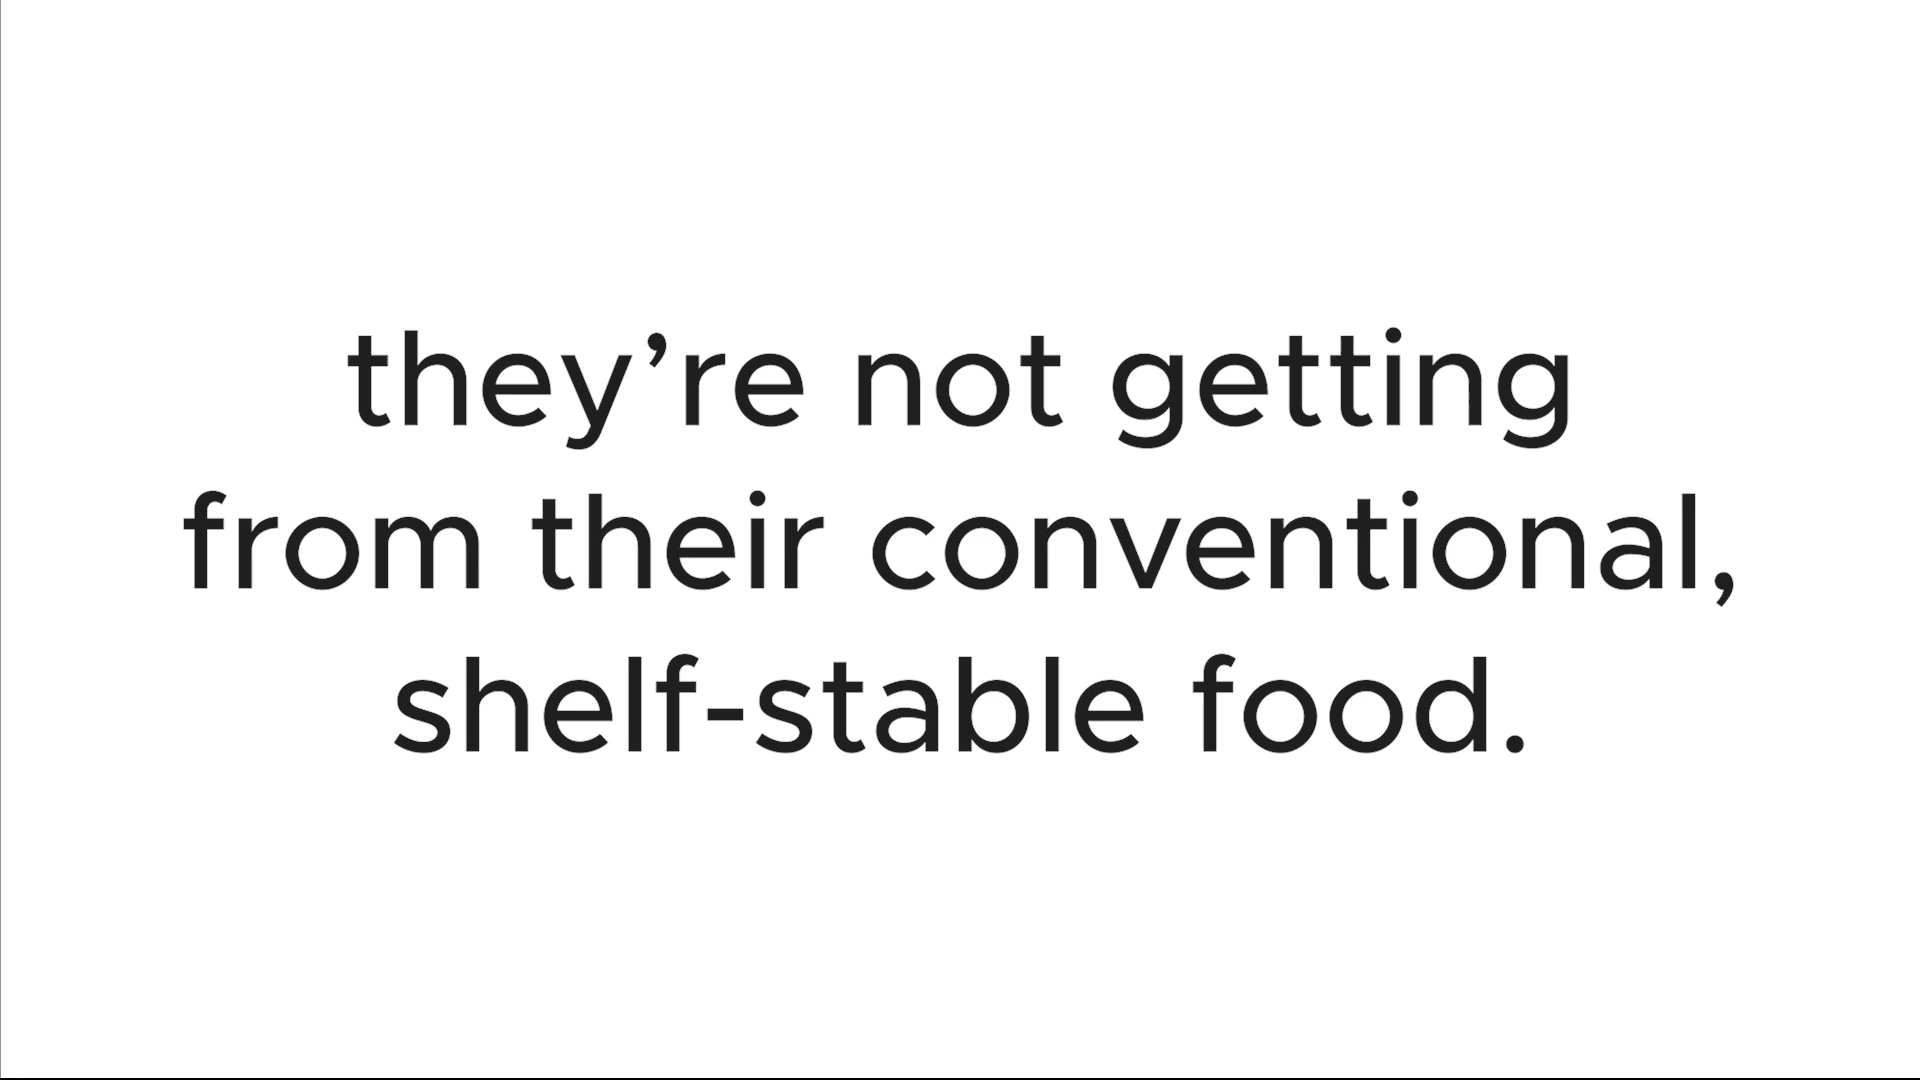 they’re not getting
from their conventional,
shelf-stable food.